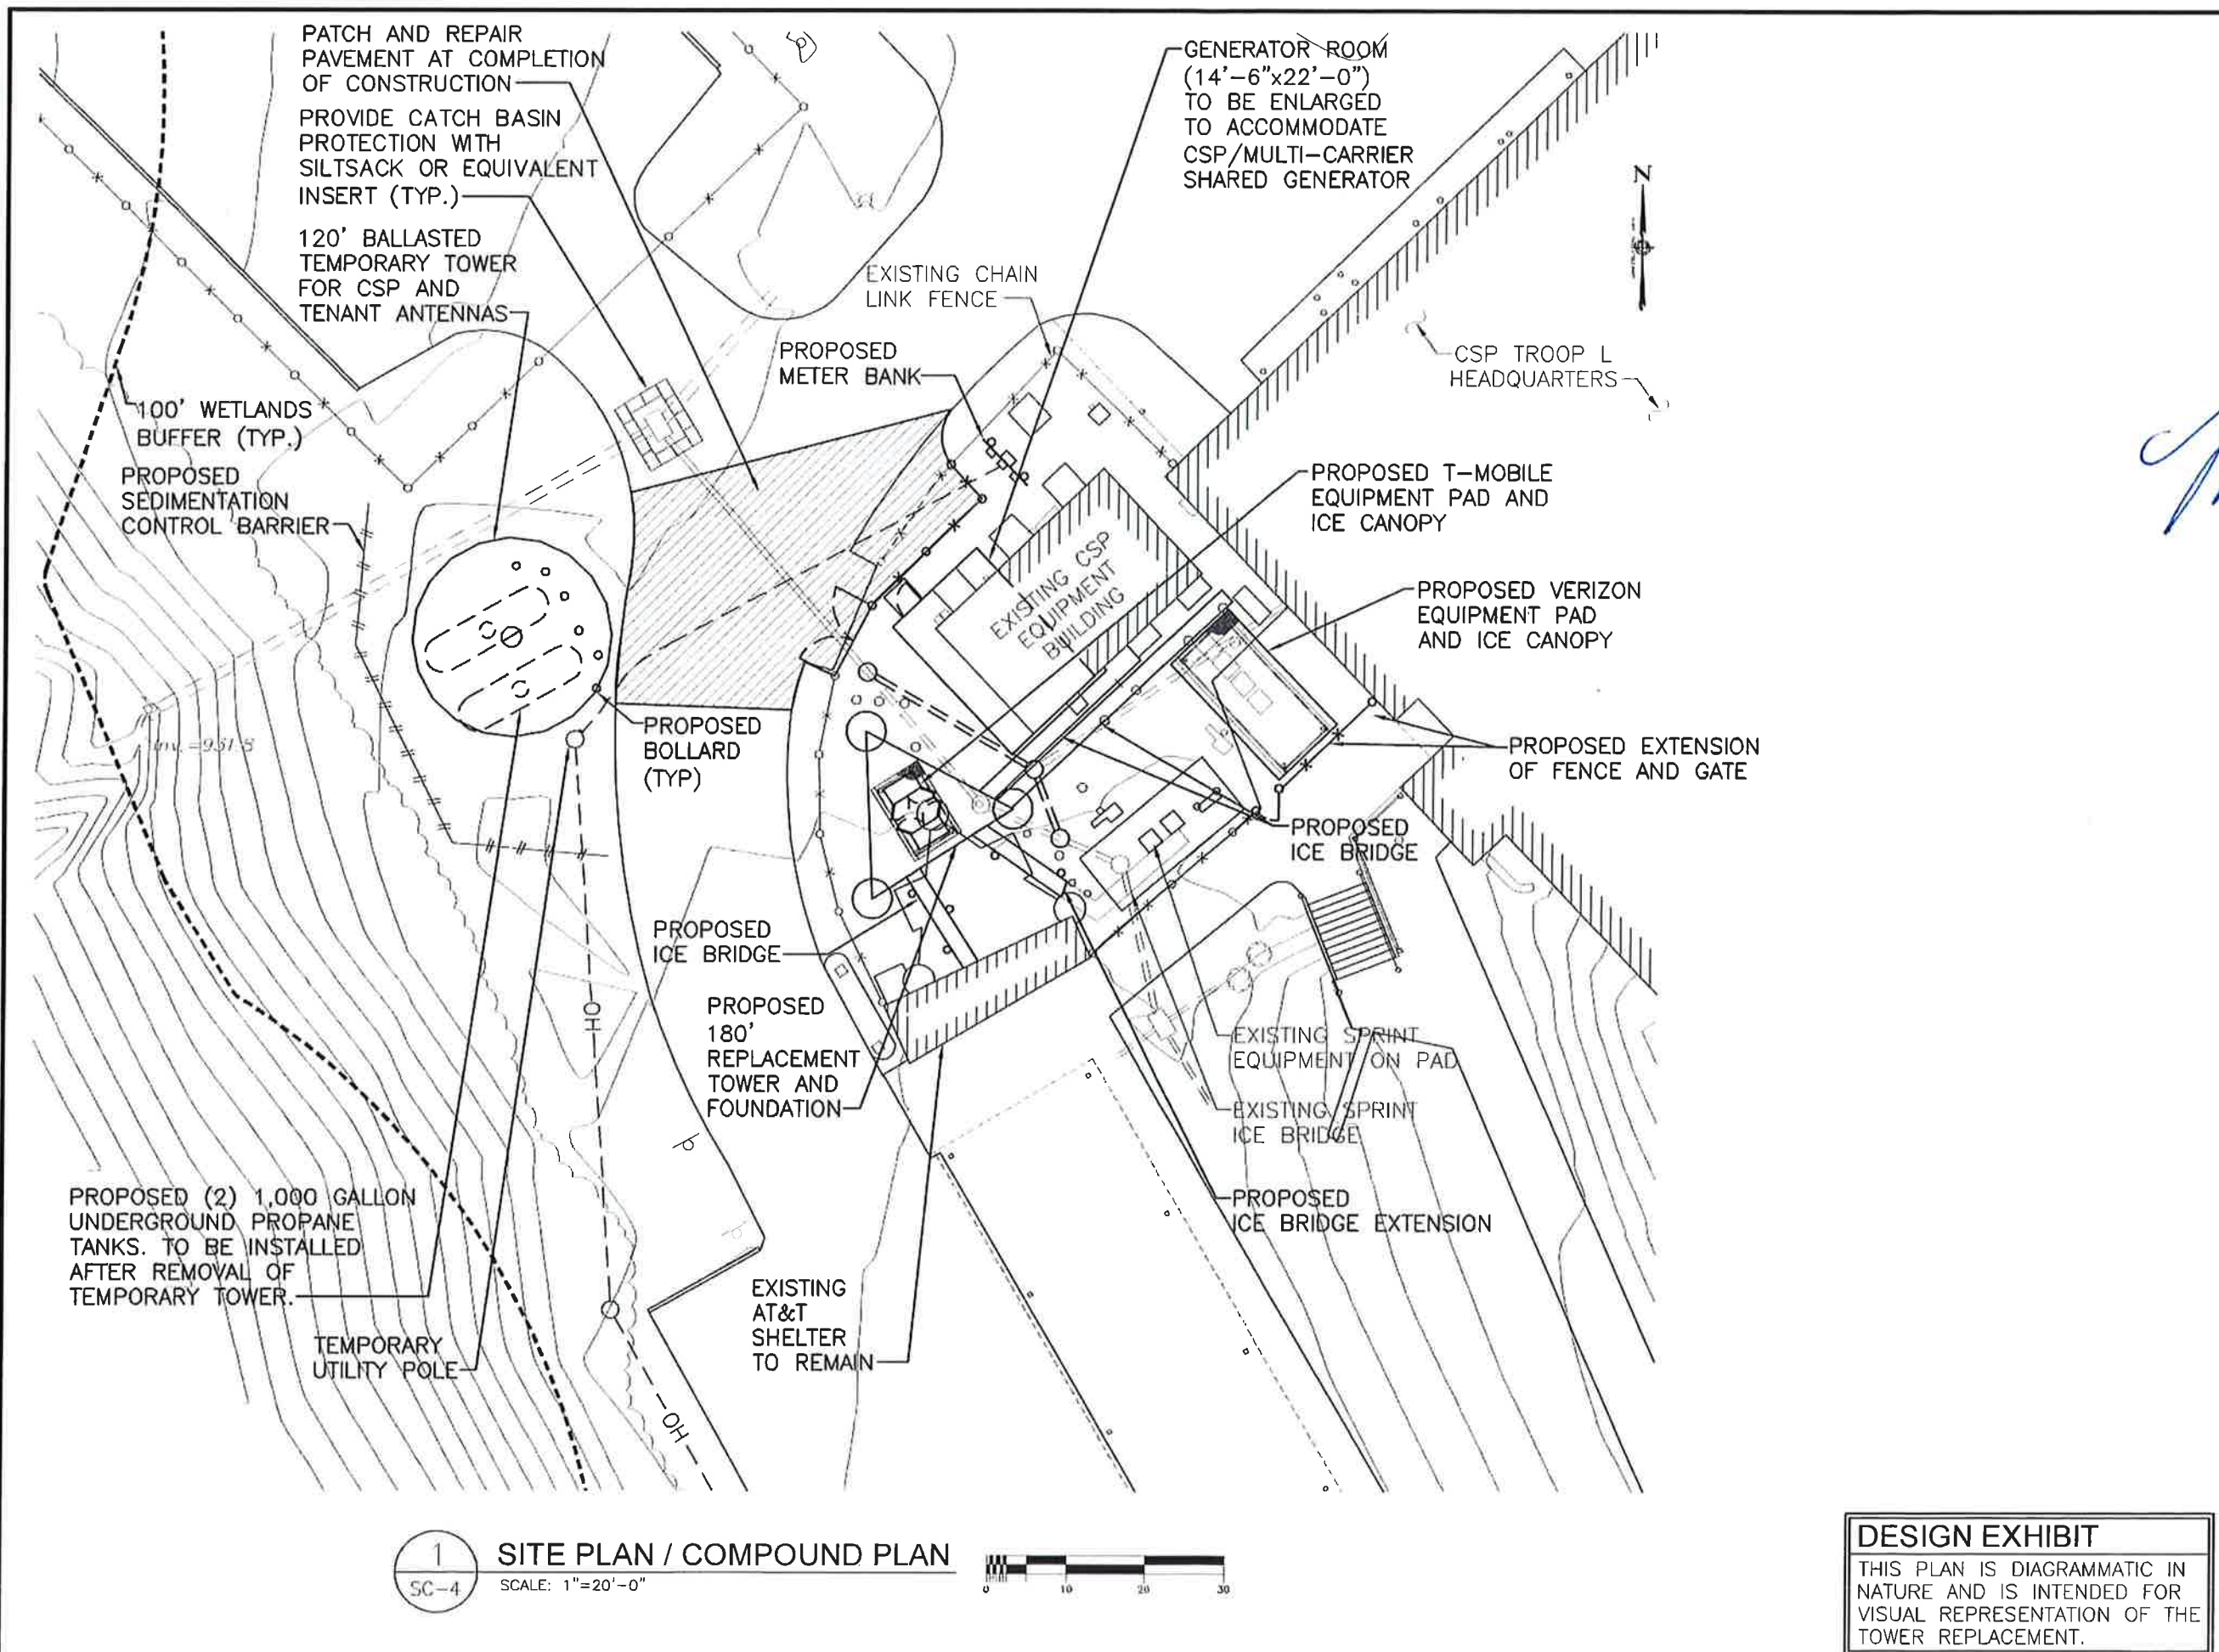 PATCH AND REPAIR
PAVEMENT AT COMPLETION
OF CONSTRUCTION
PROVIDE CATCH BASIN
PROTECTION WITH
SILTSACK OR EQUIVALENT
INSERT (TYP.)
120' BALLASTED
TEMPORARY TOWER
FOR CSP AND
TENANT ANTENNAS
GENERATOR ROOM
(14'-6"x22'-0")
TO BE ENLARGED
TO ACCOMMODATE
CSP/MULTI-CARRIER
SHARED GENERATOR
N
EXISTING CHAIN
LINK FENCE
PROPOSED
METER BANK
CSP TROOP L
HEADQUARTERS
100' WETLANDS
BUFFER (TYP.)
PROPOSED
SEDIMENTATION
CONTROL BARRIER
PROPOSED T-MOBILE
EQUIPMENT PAD AND
ICE CANOPY
EXISTING CSP
EQUIPMENT
BUILDING
PROPOSED VERIZON
EQUIPMENT PAD
AND ICE CANOPY
PROPOSED
BOLLARD
(TYP)
PROPOSED EXTENSION
OF FENCE AND GATE
PROPOSED
ICE BRIDGE
PROPOSED
ICE BRIDGE
PROPOSED
180'
REPLACEMENT
TOWER AND
FOUNDATION
OH
EXISTING SPRINT
EQUIPMENT ON PAD
EXISTING SPRINT
ICE BRIDGE
PROPOSED
ICE BRIDGE EXTENSION
PROPOSED (2) 1,000 GALLON
UNDERGROUND PROPANE
TANKS. TO BE INSTALLED
AFTER REMOVAL OF
TEMPORARY TOWER.
EXISTING
AT&T
SHELTER
TO REMAIN
TEMPORARY
UTILITY POLE
OH
1
SC-4
SITE PLAN / COMPOUND PLAN
SCALE: 1"=20'-0"
0 10 20 30
DESIGN EXHIBIT
THIS PLAN IS DIAGRAMMATIC IN
NATURE AND IS INTENDED FOR
VISUAL REPRESENTATION OF THE
TOWER REPLACEMENT.